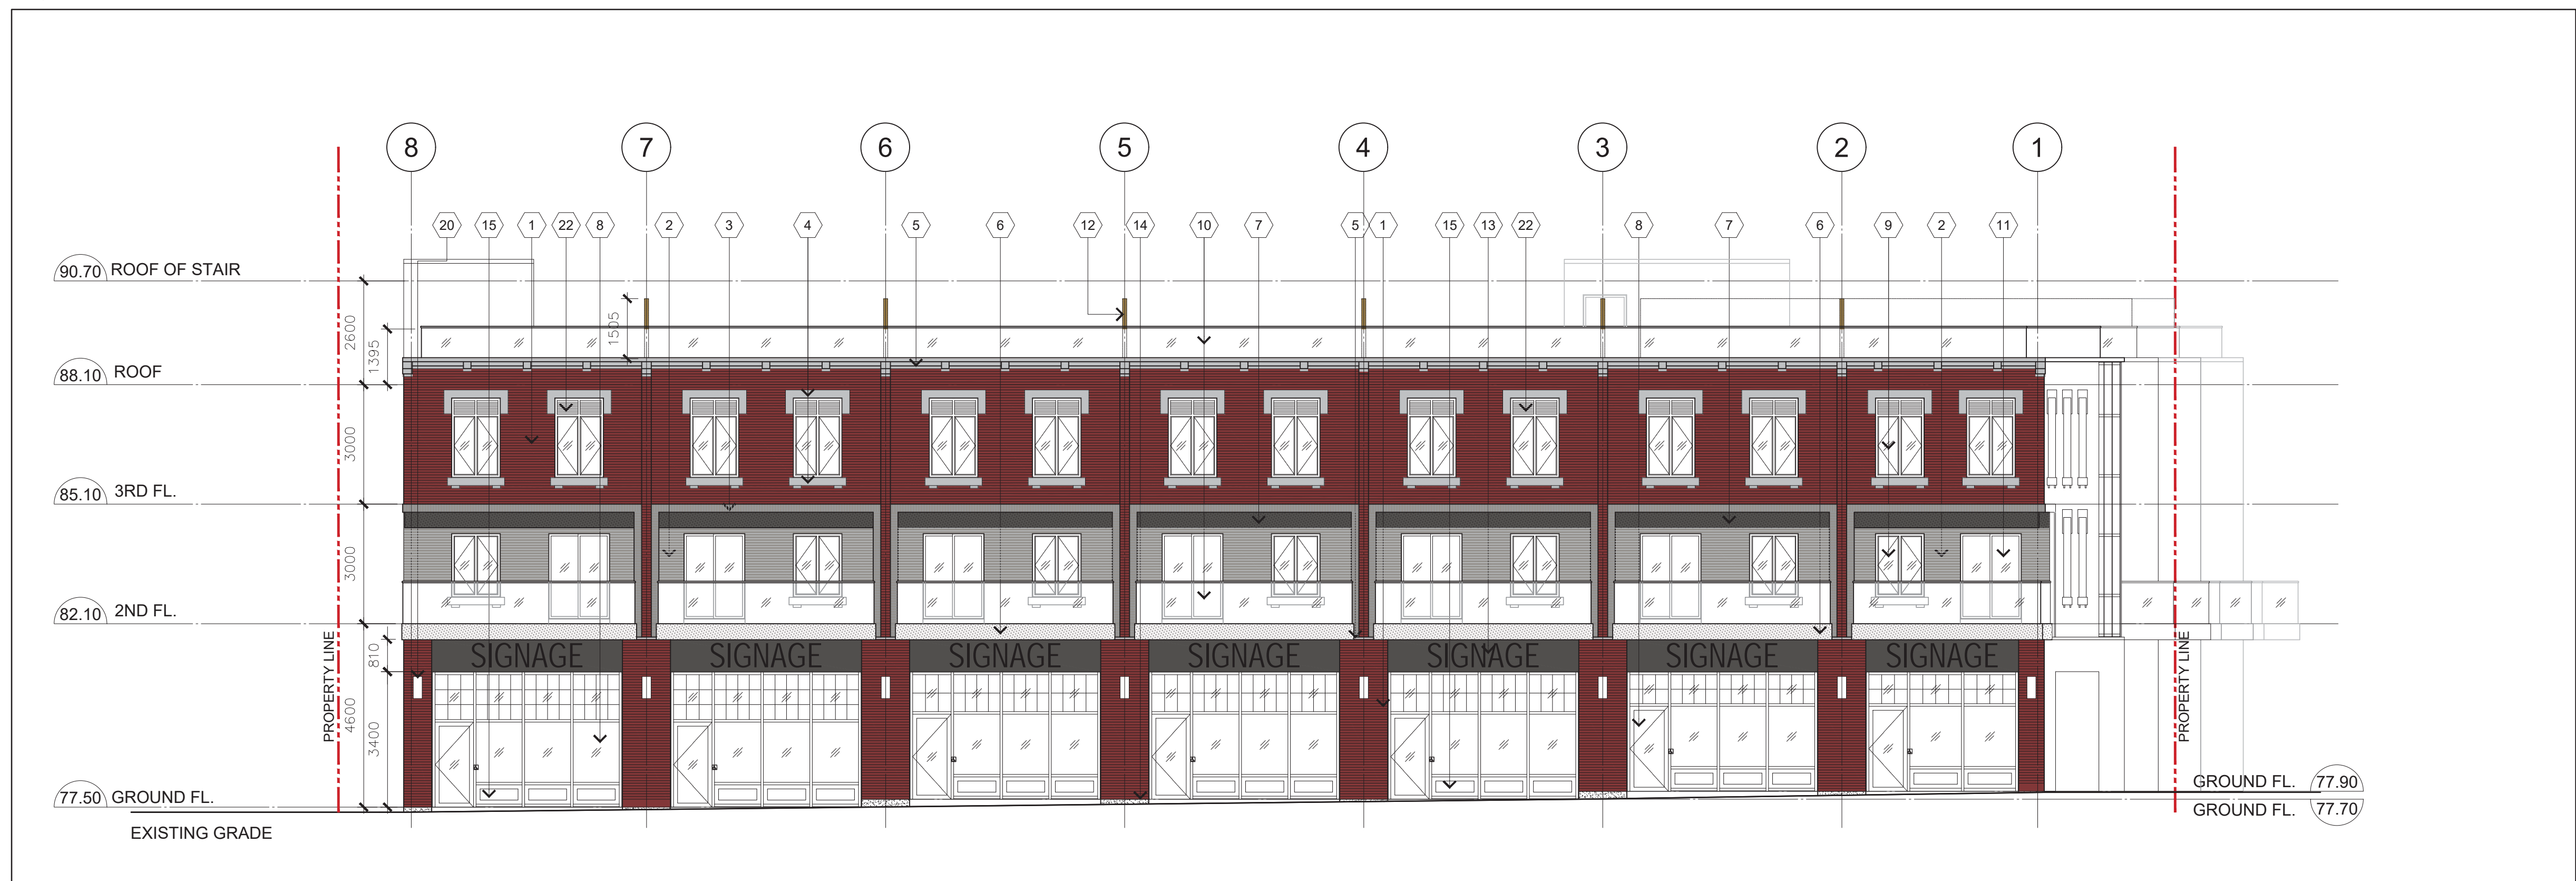 8 7 6 5 4 3 2 1
20 15 1 22 8 2 3 4 5 6 12 14 10 7 5 1 15 13 22 8 7 6 9 2 11
90.70 ROOF OF STAIR
1505
2600
1395
88.10 ROOF
3000
85.10 3RD FL.
3000
82.10 2ND FL.
810
SIGNAGE SIGNAGE SIGNAGE SIGNAGE SIGNAGE SIGNAGE SIGNAGE
PROPERTY LINE
PROPERTY LINE
4600
3400
77.50 GROUND FL.
GROUND FL. 77.90
GROUND FL. 77.70
EXISTING GRADE